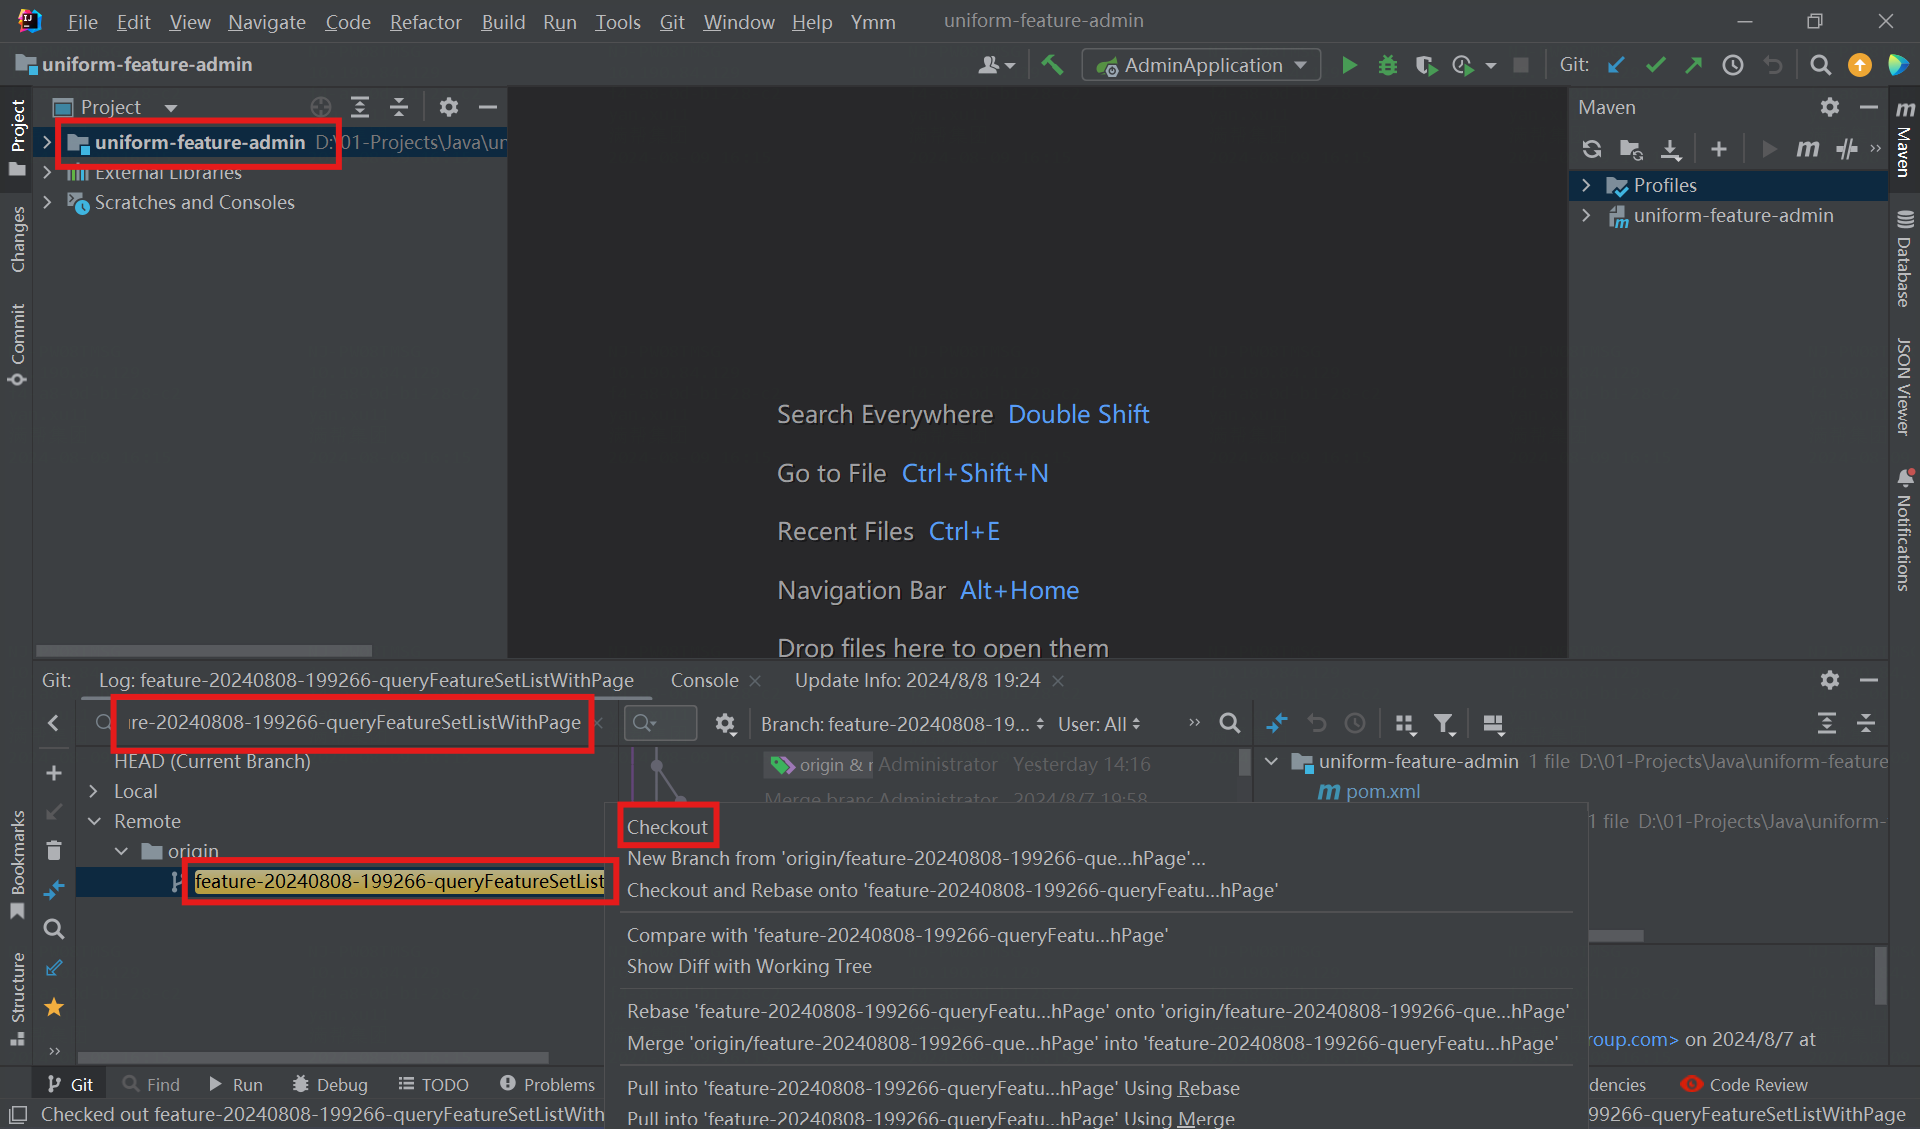 File Edit View Navigate Code Refactor Build Run Tools Git Window Help Ymm uniform-feature-admin
uniform-feature-admin
AdminApplication
Git:
Project
uniform-feature-admin D:\01-Projects\Java\un
External Libraries
Scratches and Consoles
Project
Changes
Commit
Bookmarks
Structure
Search Everywhere Double Shift
Go to File Ctrl+Shift+N
Recent Files Ctrl+E
Navigation Bar Alt+Home
Drop files here to open them
Maven
Profiles
uniform-feature-admin
Maven
Database
JSON Viewer
Notifications
Git: Log: feature-20240808-199266-queryFeatureSetListWithPage Console Update Info: 2024/8/8 19:24
re-20240808-199266-queryFeatureSetListWithPage
HEAD (Current Branch)
Local
Remote
origin
feature-20240808-199266-queryFeatureSetList
Branch: feature-20240808-19... User: All
origin & r Administrator Yesterday 14:16
Merge branc Administrator 2024/8/7 19:58
uniform-feature-admin 1 file D:\01-Projects\Java\uniform-feature
pom.xml
1 file D:\01-Projects\Java\uniform-
Checkout
New Branch from 'origin/feature-20240808-199266-que...hPage'...
Checkout and Rebase onto 'feature-20240808-199266-queryFeatu...hPage'
Compare with 'feature-20240808-199266-queryFeatu...hPage'
Show Diff with Working Tree
Rebase 'feature-20240808-199266-queryFeatu...hPage' onto 'origin/feature-20240808-199266-que...hPage'
Merge 'origin/feature-20240808-199266-que...hPage' into 'feature-20240808-199266-queryFeatu...hPage'
Pull into 'feature-20240808-199266-queryFeatu...hPage' Using Rebase
Pull into 'feature-20240808-199266-queryFeatu...hPage' Using Merge
roup.com> on 2024/8/7 at
Git Find Run Debug TODO Problems
dencies Code Review
Checked out feature-20240808-199266-queryFeatureSetListWith
99266-queryFeatureSetListWithPage